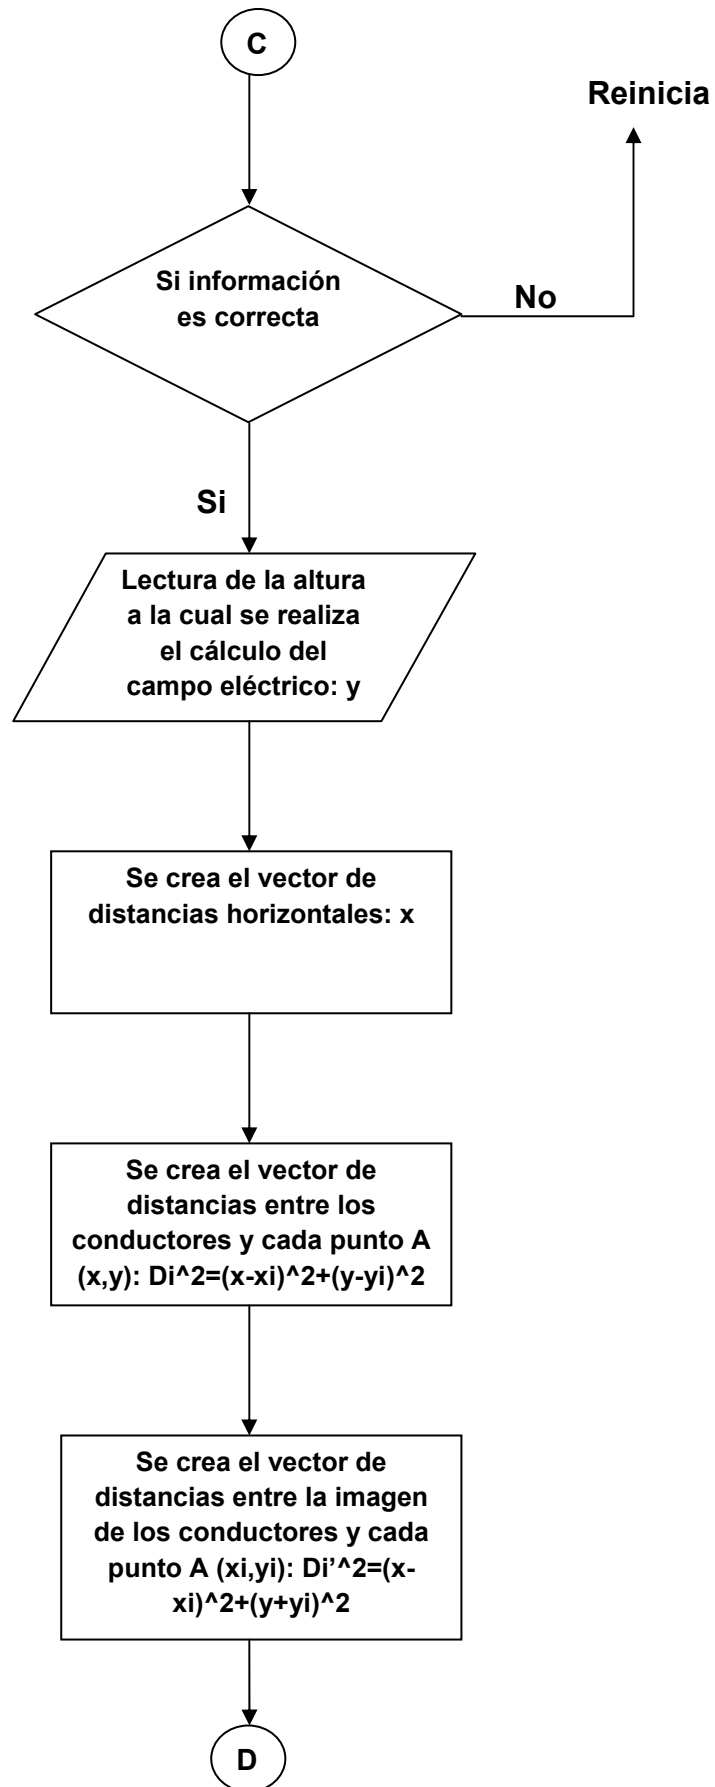 C
Reinicia
Si información
es correcta
No
Si
Lectura de la altura
a la cual se realiza
el cálculo del
campo eléctrico: y
Se crea el vector de
distancias horizontales: x
Se crea el vector de
distancias entre los
conductores y cada punto A
(x,y): Di^2=(x-xi)^2+(y-yi)^2
Se crea el vector de
distancias entre la imagen
de los conductores y cada
punto A (xi,yi): Di’^2=(x-
xi)^2+(y+yi)^2
D